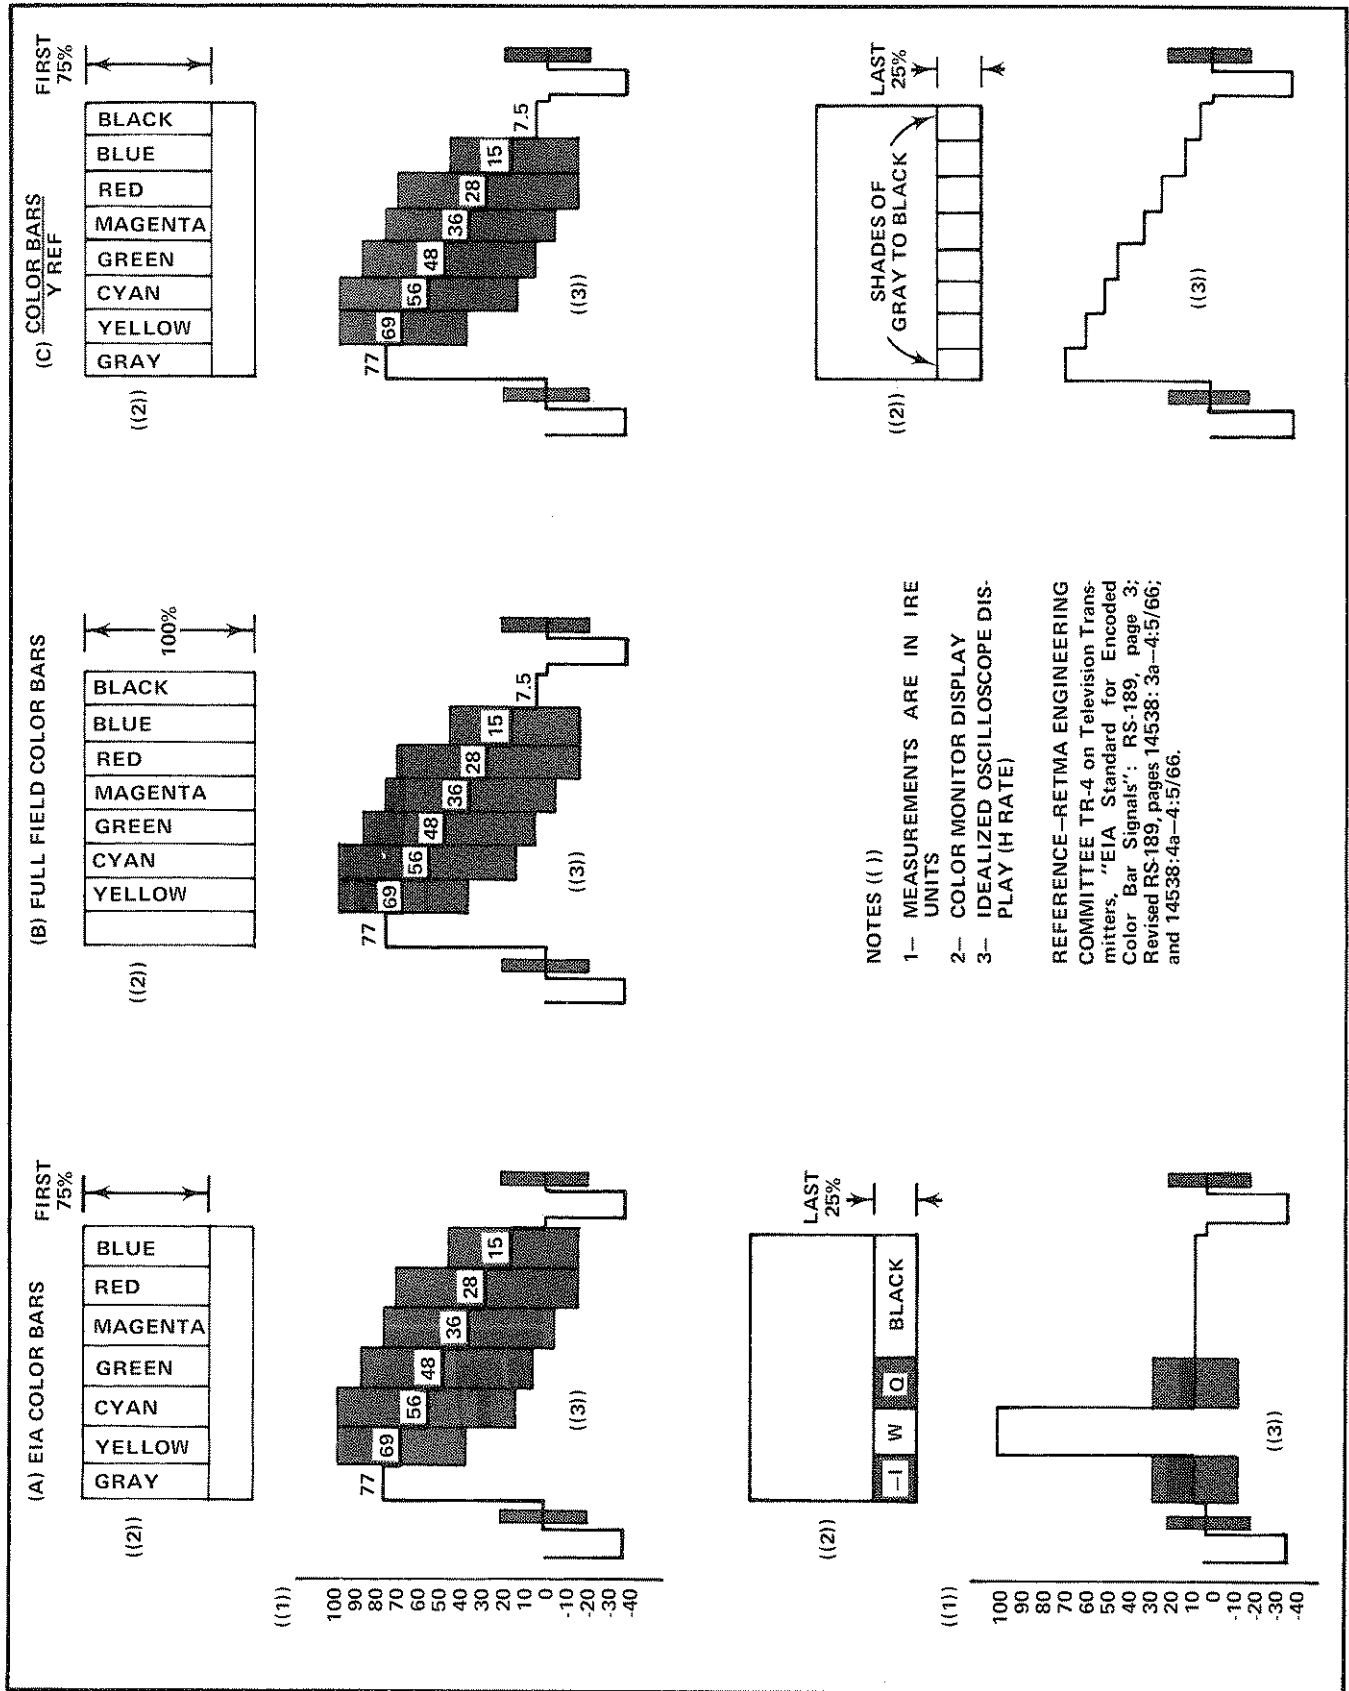 (A) EIA COLOR BARS
FIRST
75%
((2))
GRAY
YELLOW
CYAN
GREEN
MAGENTA
RED
BLUE
((1))
100
90
80
70
60
50
40
30
20
10
0
-10
-20
-30
-40
77
69
56
48
36
28
15
((3))
((2))
LAST
25%
–I
W
Q
BLACK
((1))
100
90
80
70
60
50
40
30
20
10
0
-10
-20
-30
-40
((3))
(B) FULL FIELD COLOR BARS
100%
((2))
YELLOW
CYAN
GREEN
MAGENTA
RED
BLUE
BLACK
77
69
56
48
36
28
15
7.5
((3))
NOTES (( ))
1– MEASUREMENTS ARE IN IRE
UNITS
2– COLOR MONITOR DISPLAY
3– IDEALIZED OSCILLOSCOPE DIS-
PLAY (H RATE)
REFERENCE–RETMA ENGINEERING
COMMITTEE TR-4 on Television Trans-
mitters, "EIA Standard for Encoded
Color Bar Signals": RS-189, page 3;
Revised RS-189, pages 14538: 3a–4:5/66;
and 14538:4a–4:5/66.
(C) COLOR BARS
Y REF
FIRST
75%
((2))
GRAY
YELLOW
CYAN
GREEN
MAGENTA
RED
BLUE
BLACK
77
69
56
48
36
28
15
7.5
((3))
((2))
LAST
25%
SHADES OF
GRAY TO BLACK
((3))